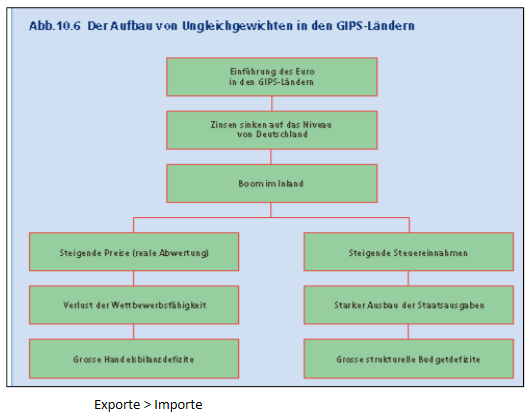 Abb.10.6 Der Aufbau von Ungleichgewichten in den GIPS-Ländern
Einführung des Euro
in den GIPS-Ländern
Zinsen sinken auf das Niveau
von Deutschland
Boom im Inland
Steigende Preise (reale Abwertung)
Steigende Steuereinnahmen
Verlust der Wettbewerbsfähigkeit
Starker Ausbau der Staatsausgaben
Grosse Handelsbilanzdefizite
Grosse strukturelle Budgetdefizite
Exporte > Importe